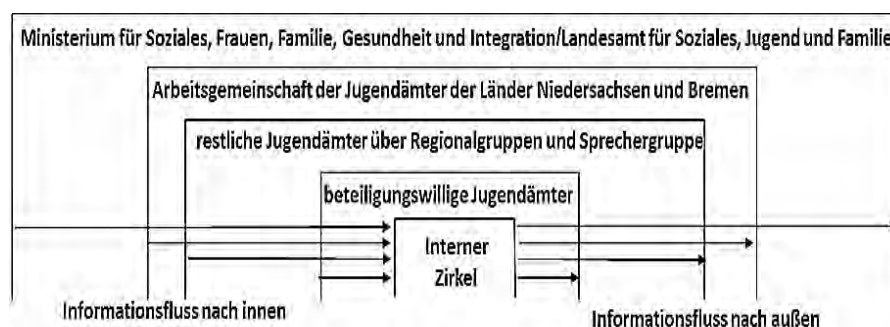 Ministerium für Soziales, Frauen, Familie, Gesundheit und Integration/Landesamt für Soziales, Jugend und Familie
Arbeitsgemeinschaft der Jugendämter der Länder Niedersachsen und Bremen
restliche Jugendämter über Regionalgruppen und Sprechergruppe
beteiligungswillige Jugendämter
Interner
Zirkel
Informationsfluss nach innen
Informationsfluss nach außen